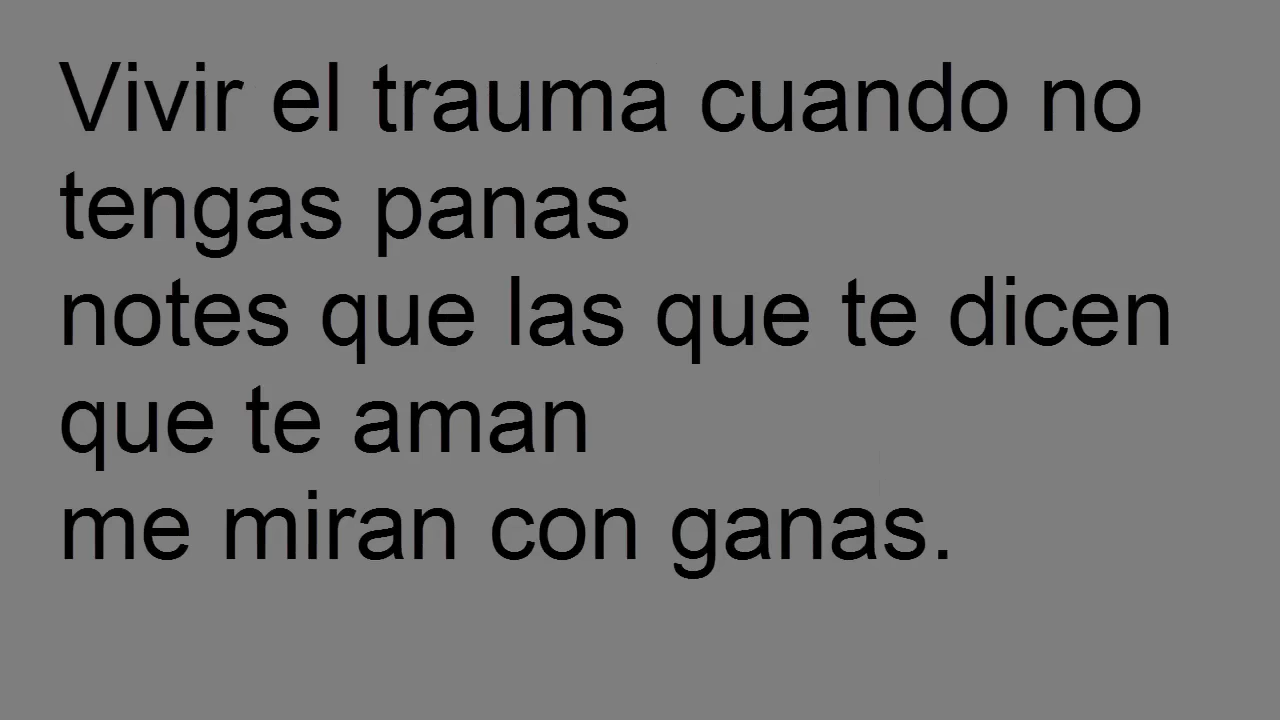 Vivir el trauma cuando no
tengas panas
notes que las que te dicen
que te aman
me miran con ganas.